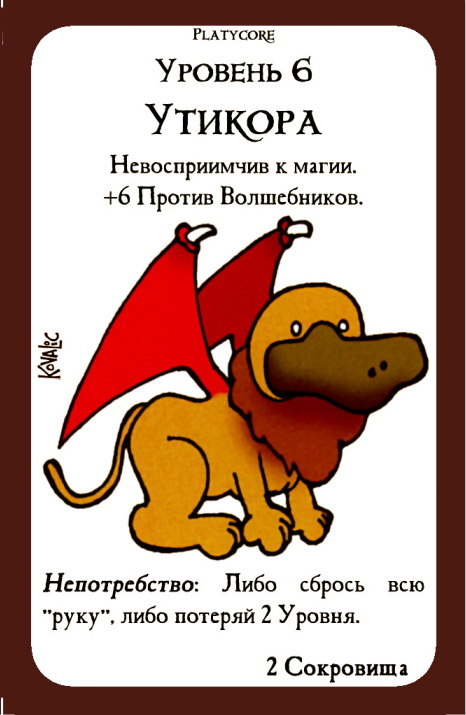 Platycore
Уровень 6
Утикора
Невосприимчив к магии.
+6 Против Волшебников.
Kovalic
Непотребство: Либо сбрось всю
"руку", либо потеряй 2 Уровня.
2 Сокровища